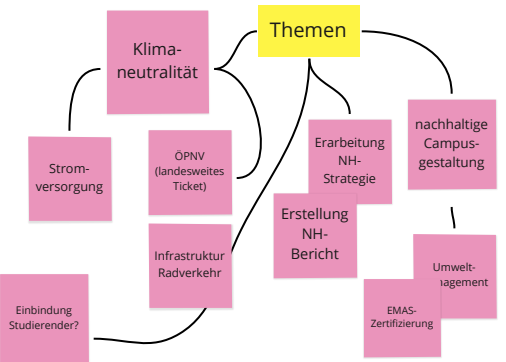 Themen
Klima-
neutralität
Strom-
versorgung
ÖPNV
(landesweites
Ticket)
Infrastruktur
Radverkehr
Einbindung
Studierender?
Erarbeitung
NH-
Strategie
Erstellung
NH-
Bericht
nachhaltige
Campus-
gestaltung
Umwelt-
nagement
EMAS-
Zertifizierung